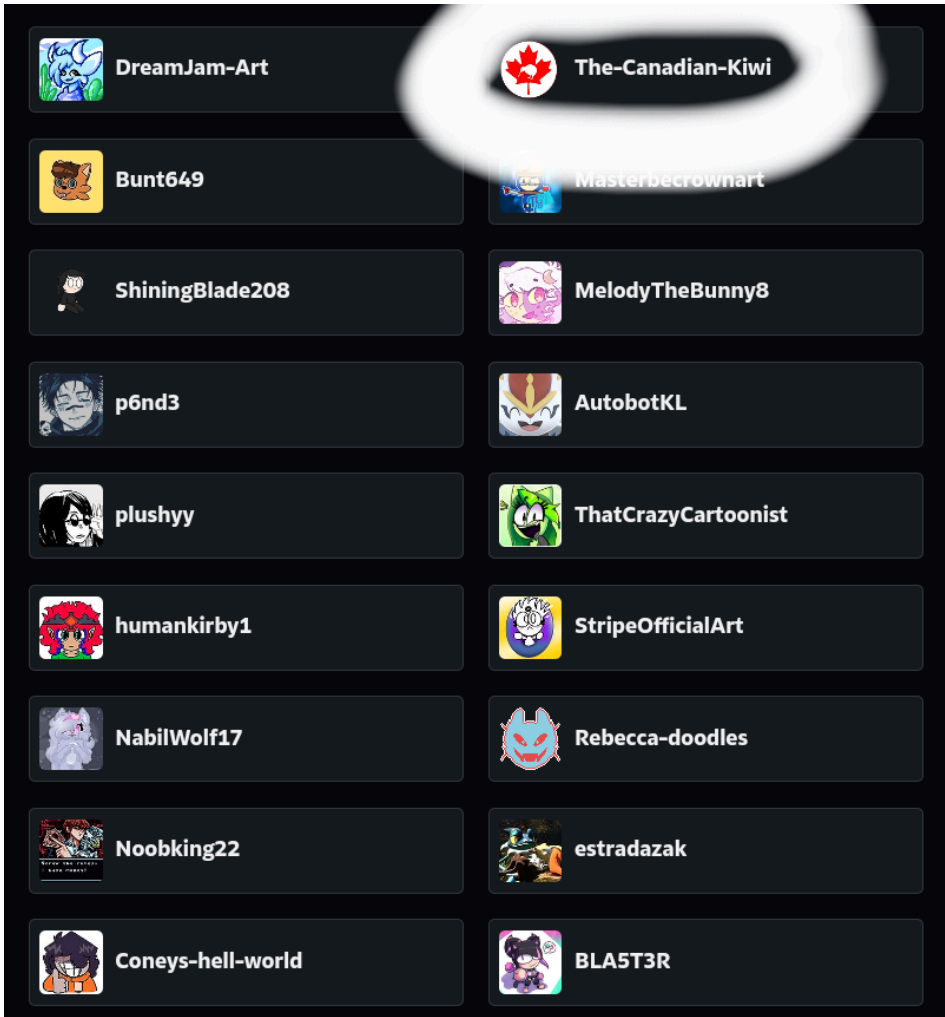 DreamJam-Art
The-Canadian-Kiwi
Bunt649
Masterbecrownart
ShiningBlade208
MelodyTheBunny8
p6nd3
AutobotKL
plushyy
ThatCrazyCartoonist
humankirby1
StripeOfficialArt
NabilWolf17
Rebecca-doodles
Noobking22
estradazak
Coneys-hell-world
BLA5T3R